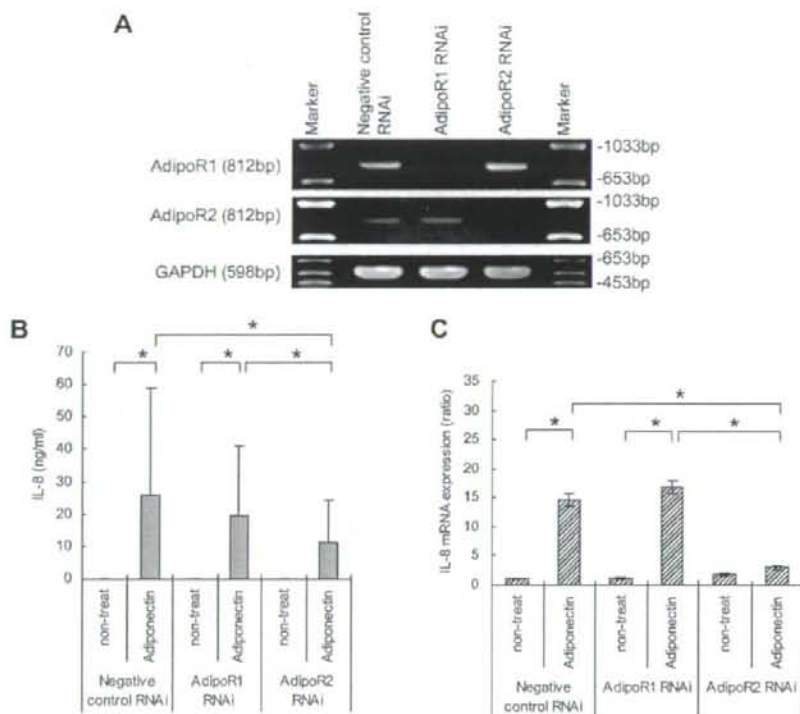 A
Marker
Negative control
RNAi
AdipoR1 RNAi
AdipoR2 RNAi
Marker
AdipoR1 (812bp)
-1033bp
-653bp
AdipoR2 (812bp)
-1033bp
-653bp
GAPDH (598bp)
-653bp
-453bp
B
IL-8 (ng/ml)
70
60
50
40
30
20
10
0
*
*
*
*
non-treat
Adiponectin
non-treat
Adiponectin
non-treat
Adiponectin
Negative
control RNAi
AdipoR1
RNAi
AdipoR2
RNAi
C
IL-8 mRNA expression (ratio)
35
30
25
20
15
10
5
0
*
*
*
*
non-treat
Adiponectin
non-treat
Adiponectin
non-treat
Adiponectin
Negative
control RNAi
AdipoR1 RNAi
AdipoR2 RNAi